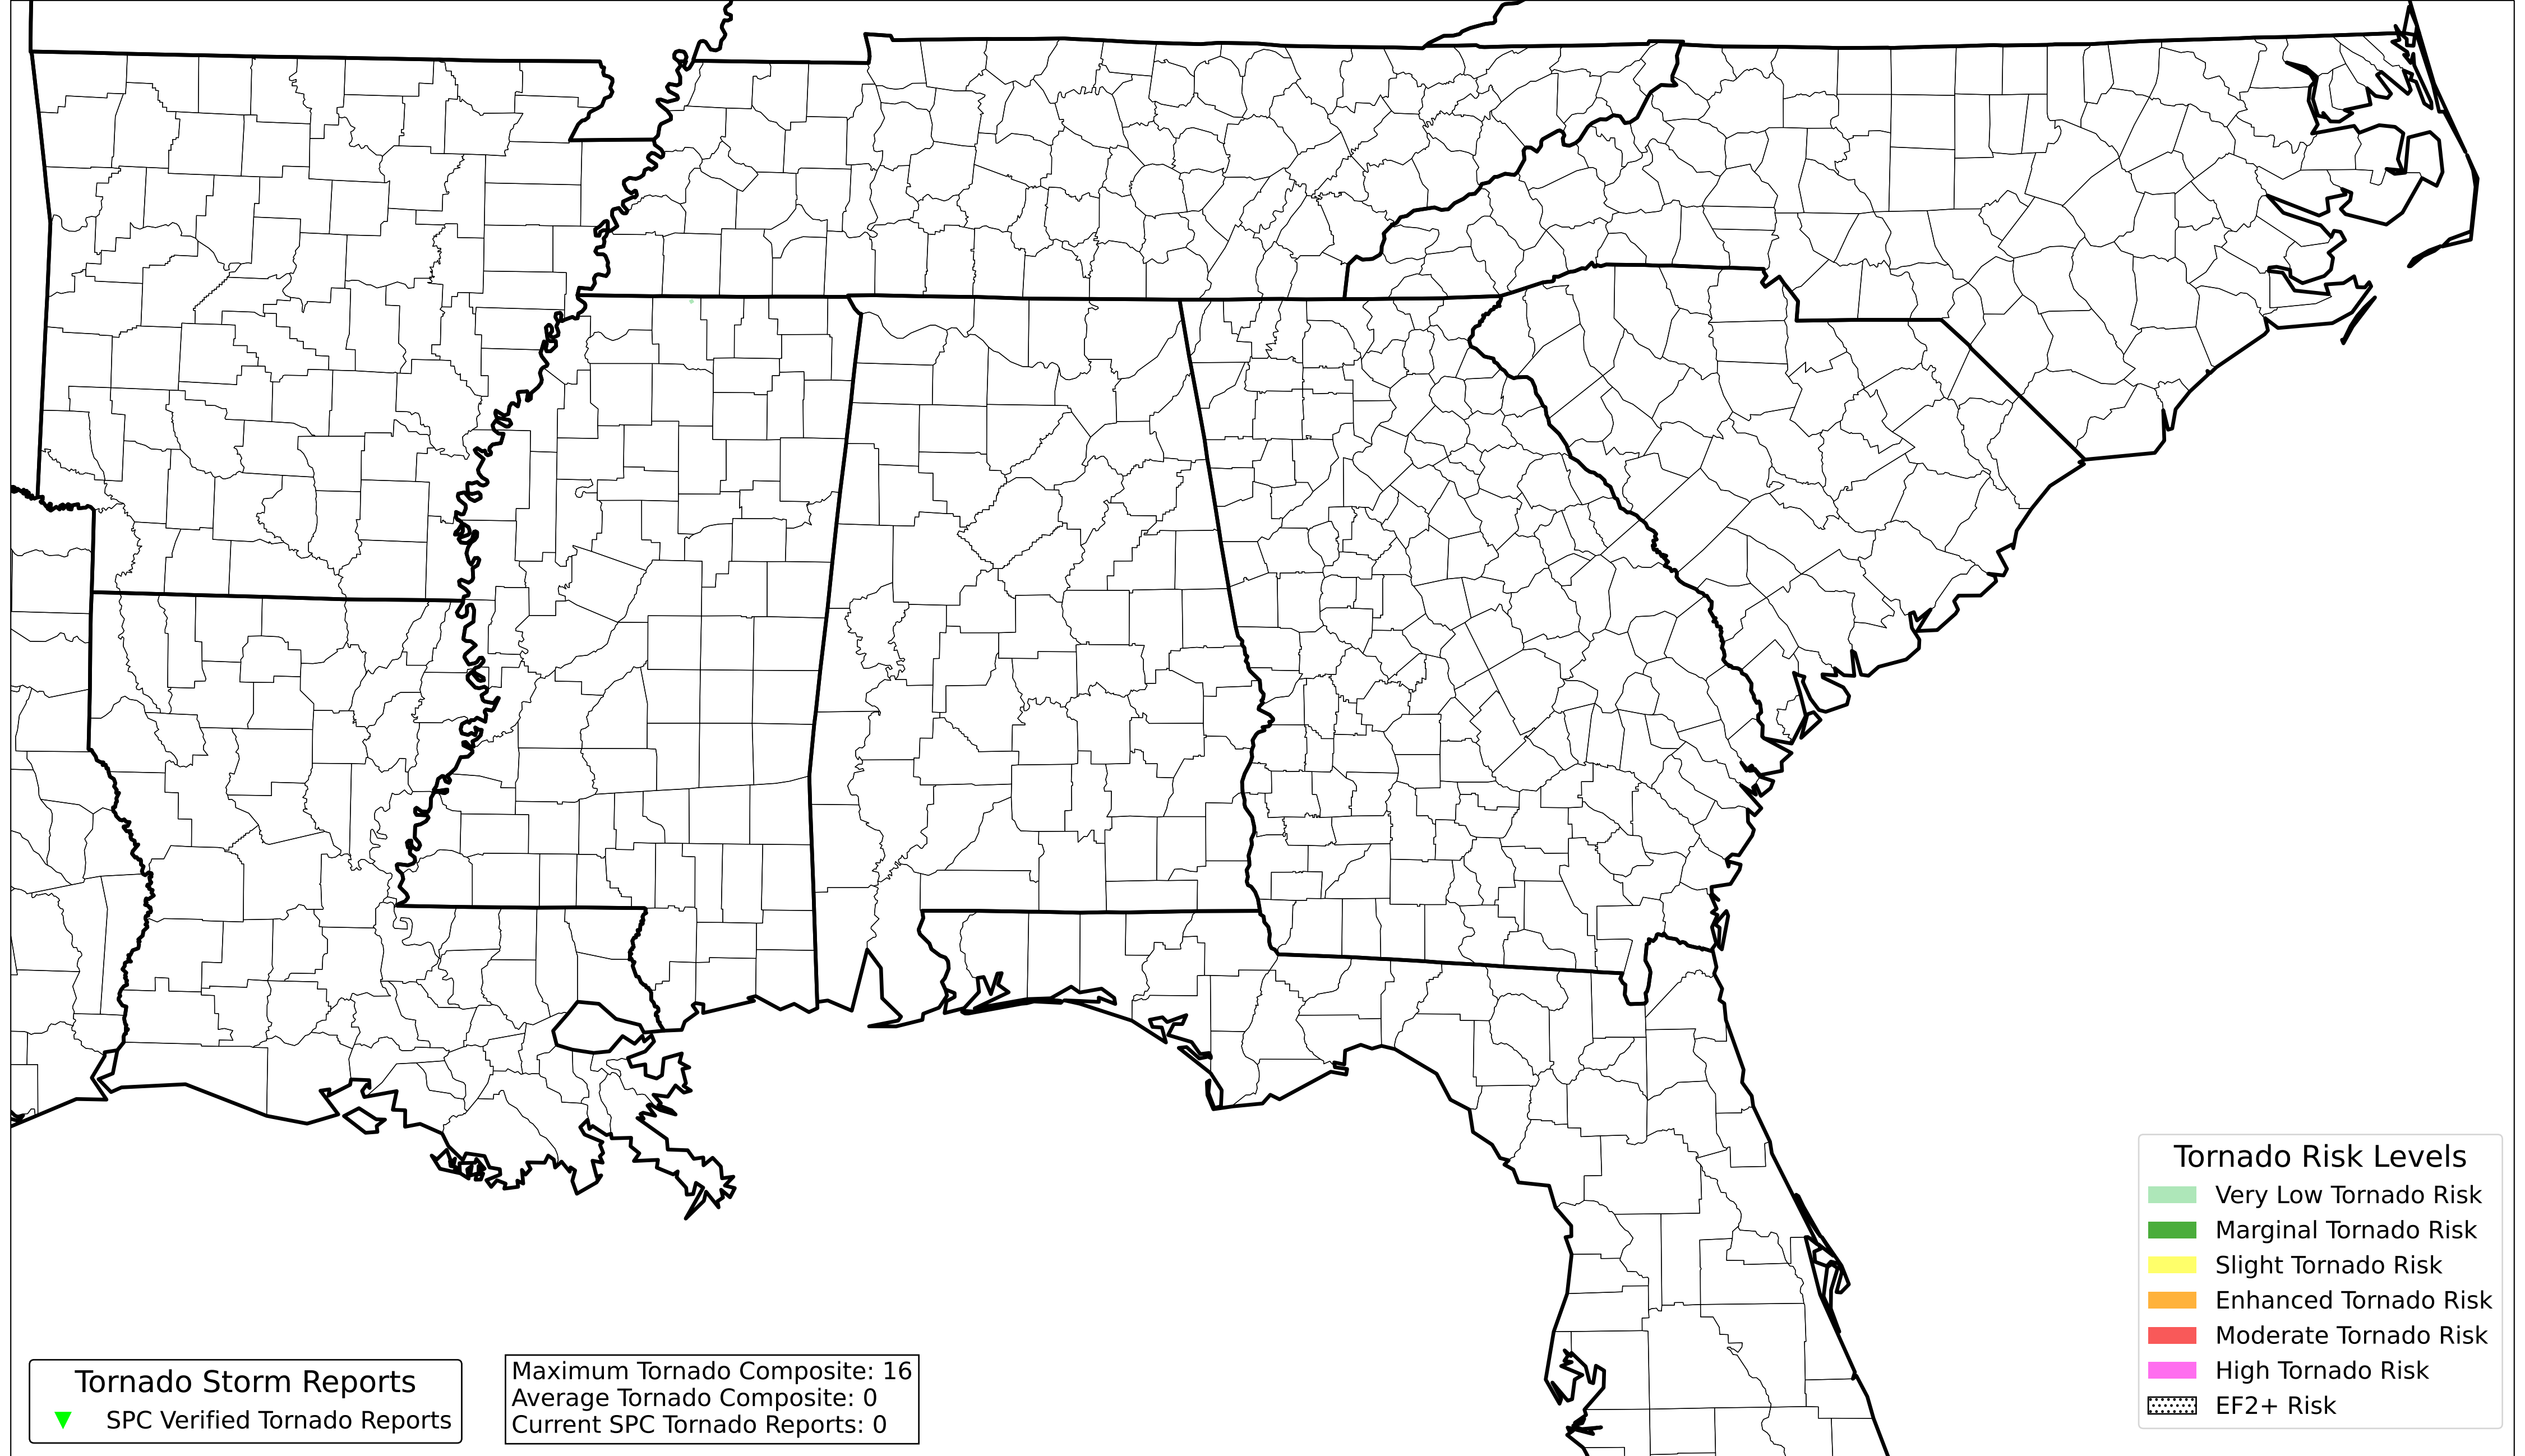 Tornado Risk Levels
Very Low Tornado Risk
Marginal Tornado Risk
Slight Tornado Risk
Enhanced Tornado Risk
Moderate Tornado Risk
High Tornado Risk
EF2+ Risk
Tornado Storm Reports
SPC Verified Tornado Reports
Maximum Tornado Composite: 16
Average Tornado Composite: 0
Current SPC Tornado Reports: 0